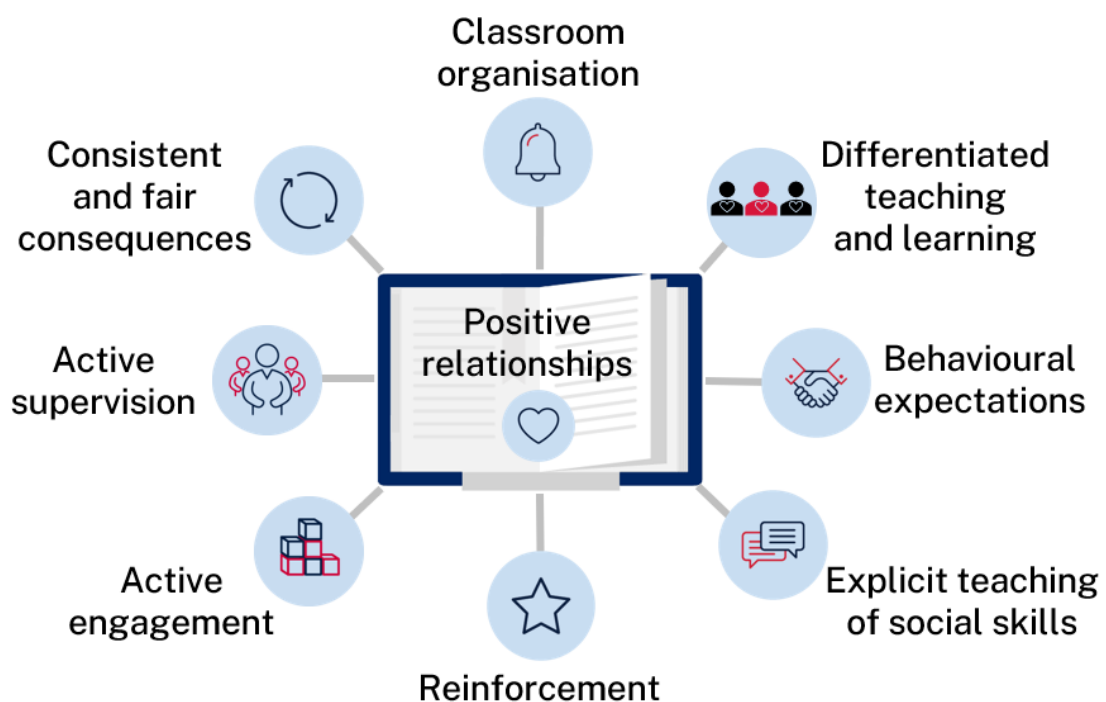 Classroom
organisation
Differentiated
teaching
and learning
Behavioural
expectations
Explicit teaching
of social skills
Reinforcement
Active
engagement
Active
supervision
Consistent
and fair
consequences
Positive
relationships